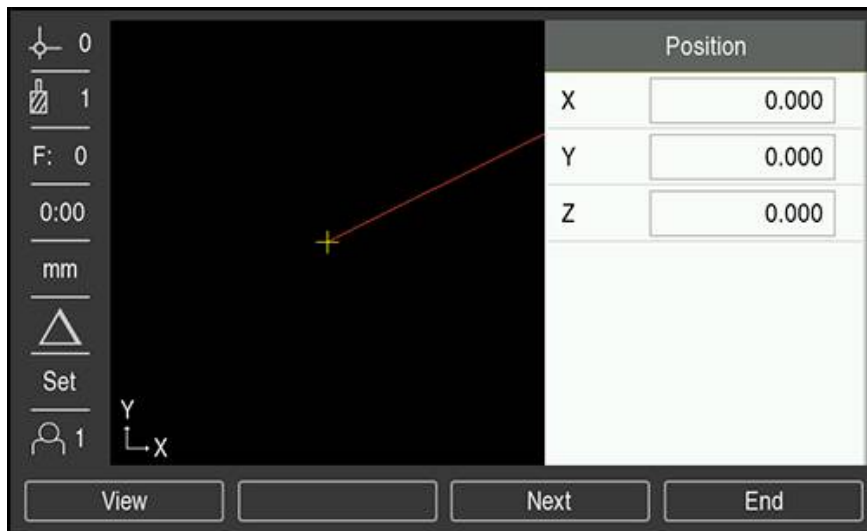 0
1
F: 0
0:00
mm
Set
1
Y
X
Position
X 0.000
Y 0.000
Z 0.000
View Next End